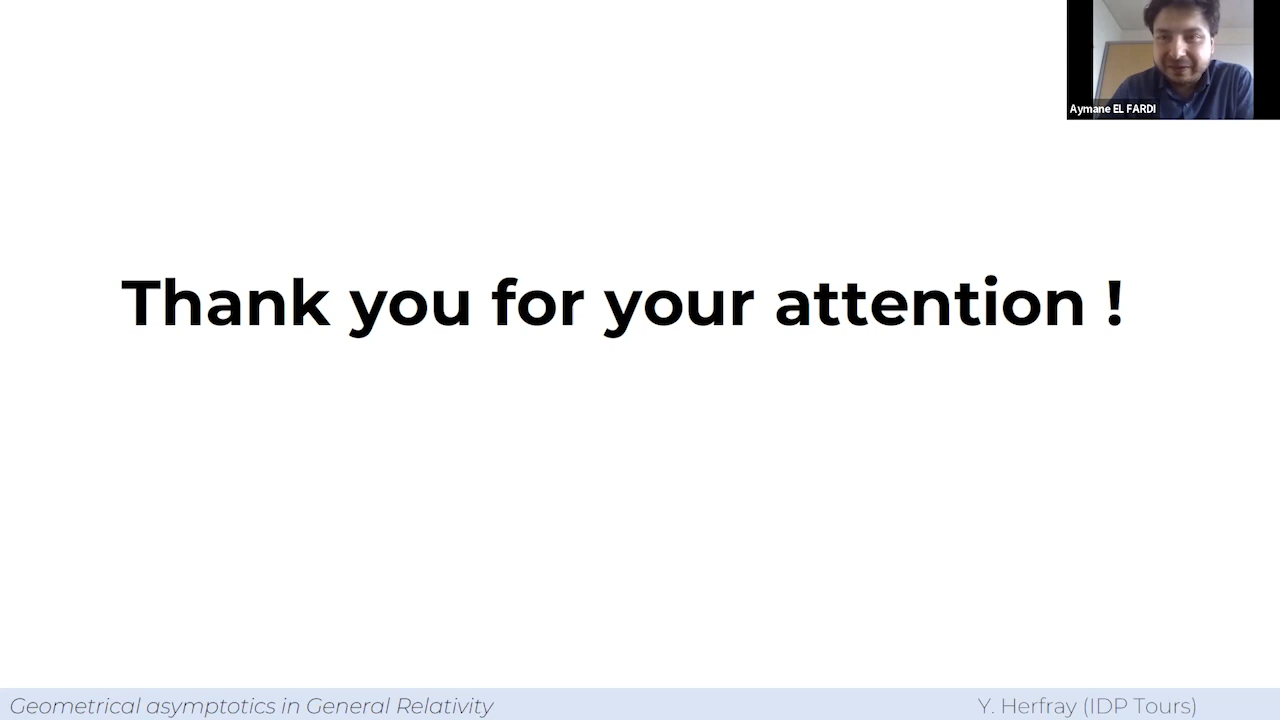 Aymane EL FARDI
Thank you for your attention !
Geometrical asymptotics in General Relativity
Y. Herfray (IDP Tours)